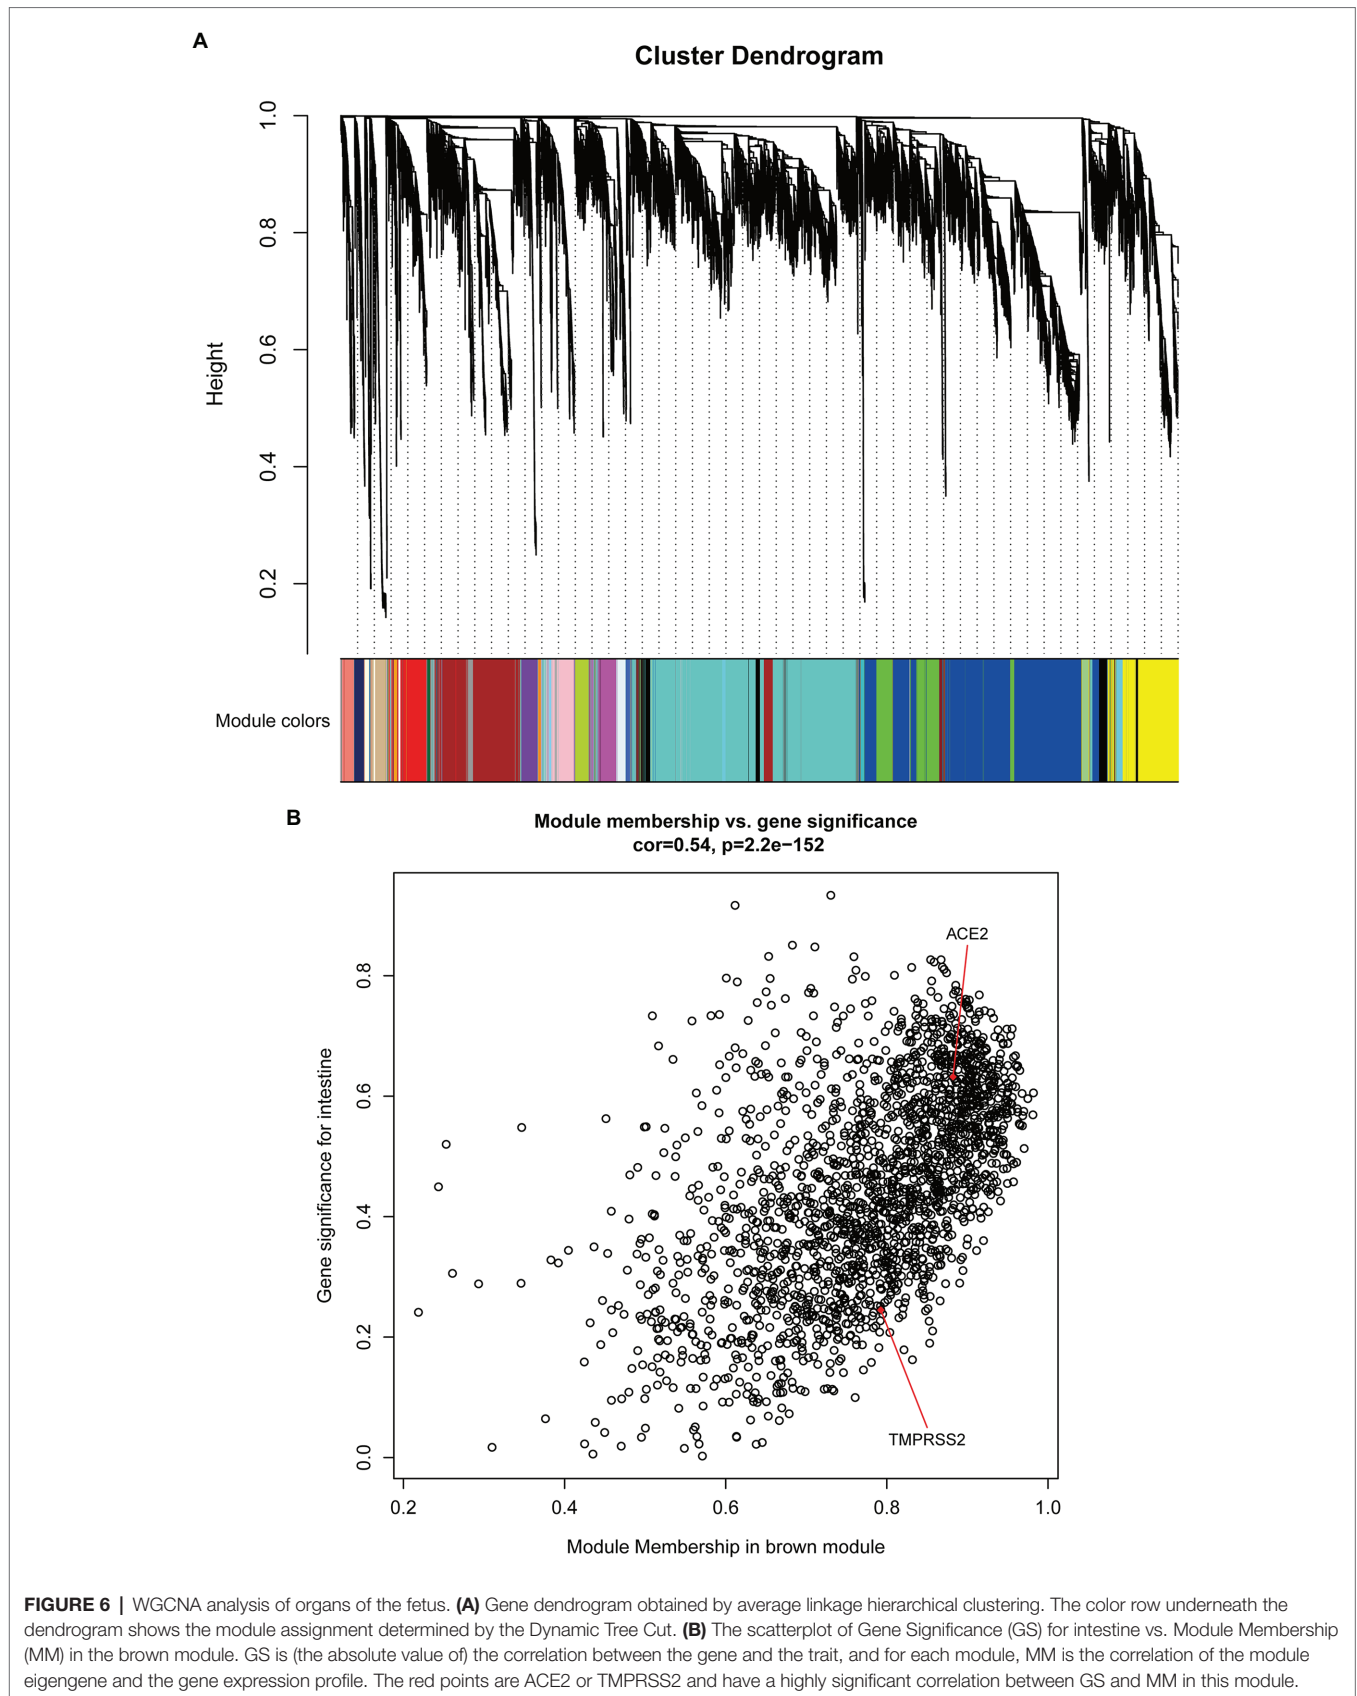 A
Cluster Dendrogram
Height
1.0
0.8
0.6
0.4
0.2
Module colors
B
Module membership vs. gene significance
cor=0.54, p=2.2e−152
Gene significance for intestine
0.8
0.6
0.4
0.2
0.0
ACE2
TMPRSS2
0.2 0.4 0.6 0.8 1.0
Module Membership in brown module
FIGURE 6 | WGCNA analysis of organs of the fetus. (A) Gene dendrogram obtained by average linkage hierarchical clustering. The color row underneath the
dendrogram shows the module assignment determined by the Dynamic Tree Cut. (B) The scatterplot of Gene Significance (GS) for intestine vs. Module Membership
(MM) in the brown module. GS is (the absolute value of) the correlation between the gene and the trait, and for each module, MM is the correlation of the module
eigengene and the gene expression profile. The red points are ACE2 or TMPRSS2 and have a highly significant correlation between GS and MM in this module.